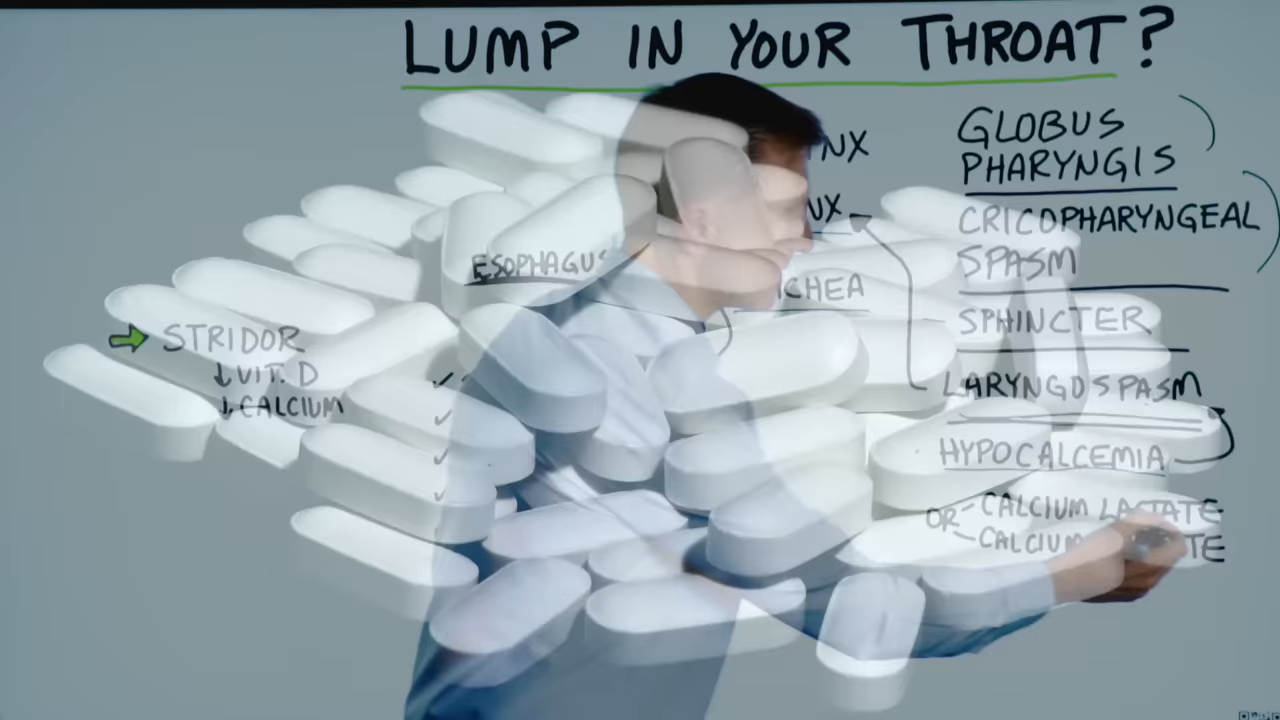 LUMP IN YOUR THROAT?
NX
NX
ESOPHAGUS
CHEA
STRIDOR
↓VIT. D
↓CALCIUM
✓
✓
✓
✓
GLOBUS
PHARYNGIS
CRICOPHARYNGEAL
SPASM
SPHINCTER
LARYNGOSPASM
HYPOCALCEMIA
OR - CALCIUM LACTATE
- CALCIUM TE